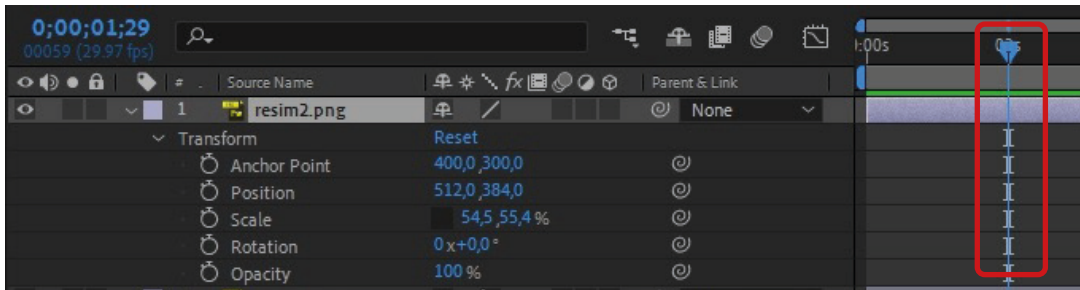 0;00;01;29
00059 (29.97 fps)
:00s
# . Source Name
fx
Parent & Link
1 resim2.png
None
Transform
Reset
Anchor Point 400,0 ,300,0
Position 512,0 ,384,0
Scale 54,5 ,55,4 %
Rotation 0 x+0,0 °
Opacity 100 %